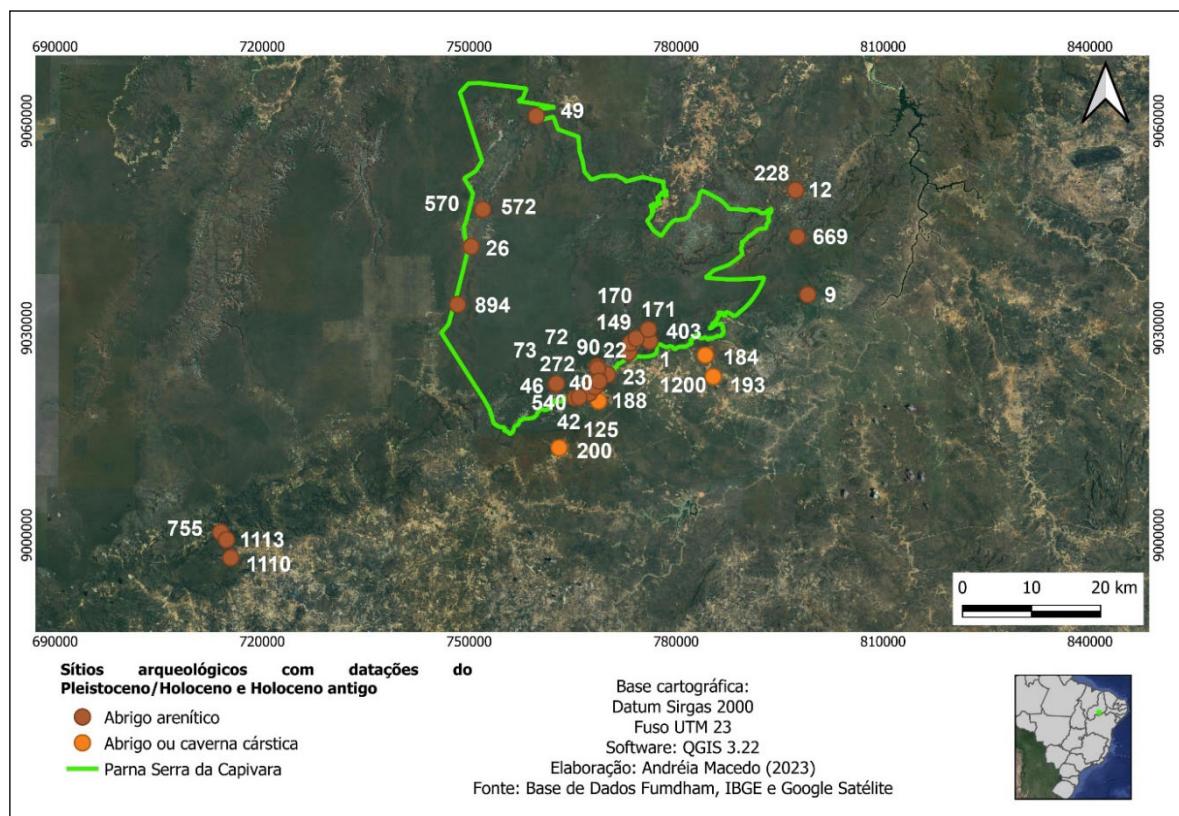 690000 720000 750000 780000 810000 840000
9060000
9060000
49
228
12
570
572
669
26
9
170
894
171
9030000
9030000
149
403
72
90
22
1
184
73
272
23
1200
193
46
40
540
188
42
125
200
755
1113
1110
9000000
9000000
0 10 20 km
690000 720000 750000 780000 810000 840000
Sítios arqueológicos com datações do
Pleistoceno/Holoceno e Holoceno antigo
Abrigo arenítico
Abrigo ou caverna cárstica
Parna Serra da Capivara
Base cartográfica:
Datum Sirgas 2000
Fuso UTM 23
Software: QGIS 3.22
Elaboração: Andréia Macedo (2023)
Fonte: Base de Dados Fumdham, IBGE e Google Satélite